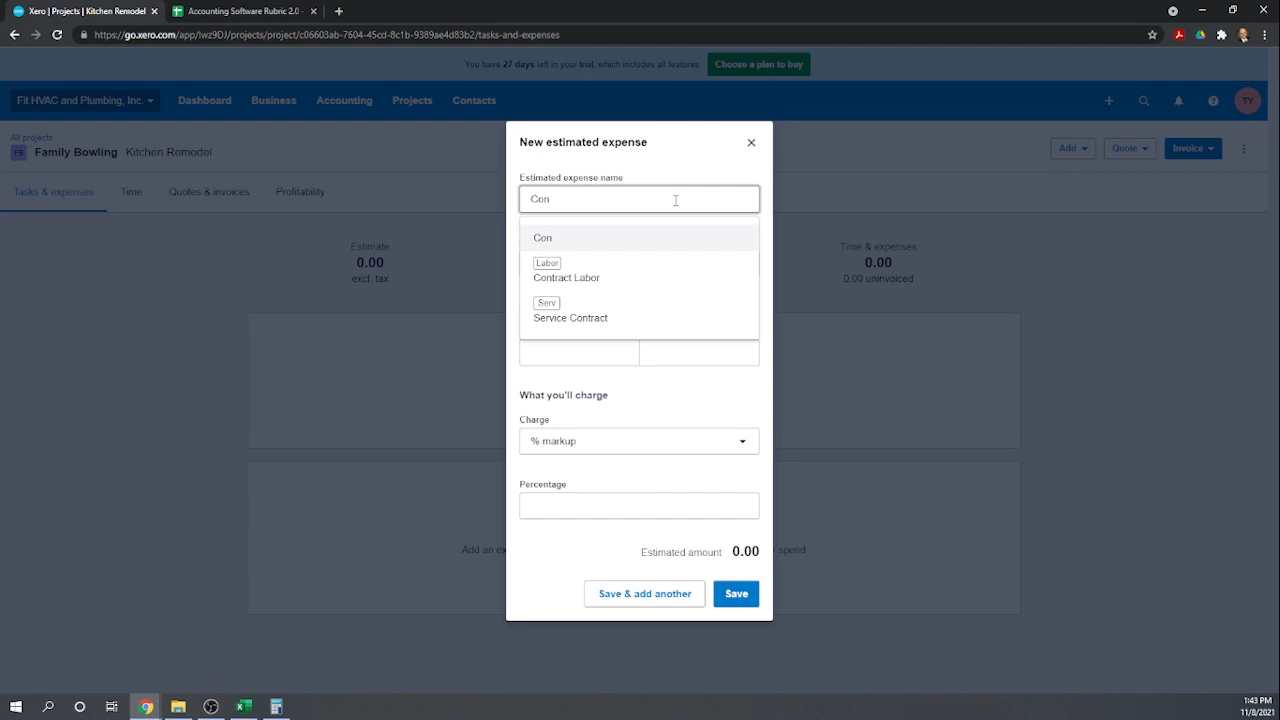 Xero | Projects | Kitchen Remodel
Accounting Software Rubric 2.0 -
https://go.xero.com/app/lwz9DJ/projects/project/c06603ab-7604-45cd-8c1b-9389ae4d83b2/tasks-and-expenses
You have 27 days left in your trial, which includes all features
Choose a plan to buy
Fit HVAC and Plumbing, Inc.
Dashboard
Business
Accounting
Projects
Contacts
TY
All projects
FB
Family Bowling Kitchen Remodel
Add
Quote
Invoice
Tasks & expenses
Time
Quotes & invoices
Profitability
Estimate
0.00
excl. tax
Time & expenses
0.00
0.00 uninvoiced
New estimated expense
Estimated expense name
Con
Con
Labor
Contract Labor
Serv
Service Contract
What you'll charge
Charge
% markup
Percentage
Estimated amount 0.00
Add an ex
spend
Save & add another
Save
1:43 PM
11/8/2021